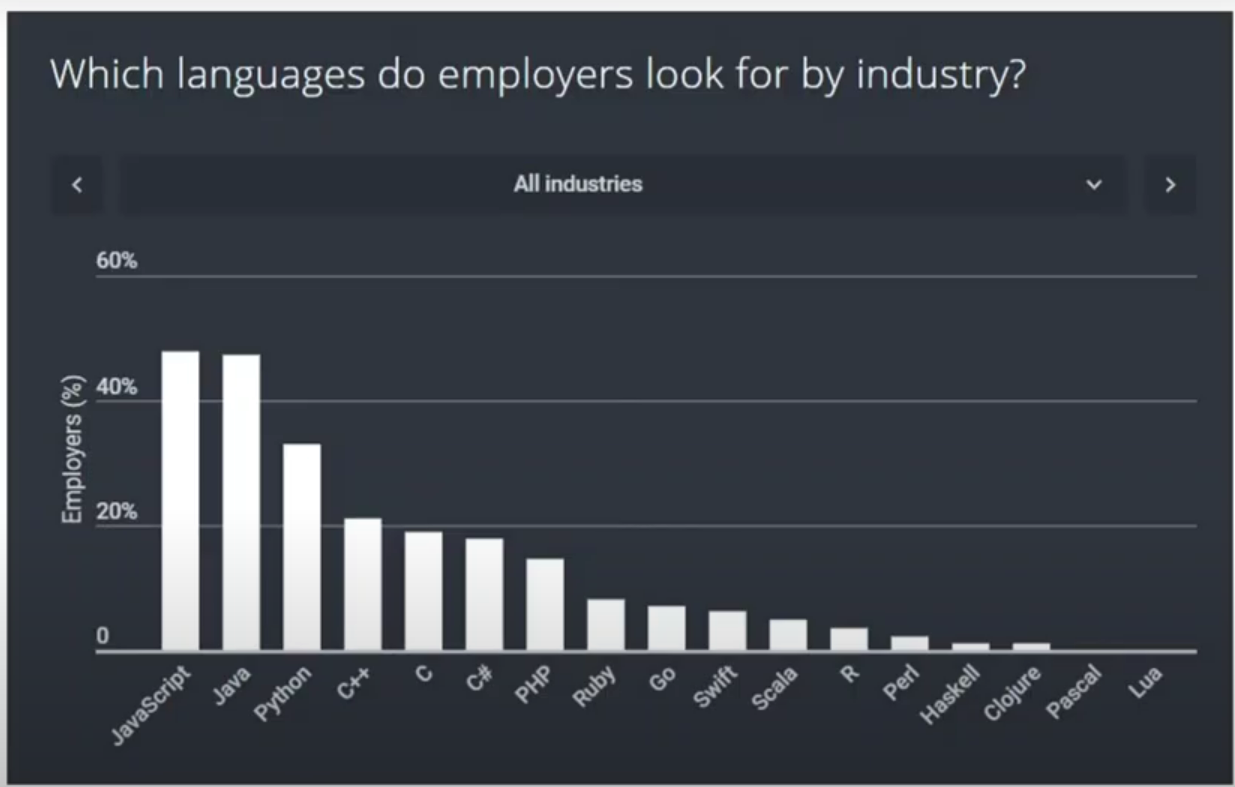 Which languages do employers look for by industry?
All industries
60%
40%
20%
0
Employers (%)
JavaScript
Java
Python
C++
C
C#
PHP
Ruby
Go
Swift
Scala
R
Perl
Haskell
Clojure
Pascal
Lua